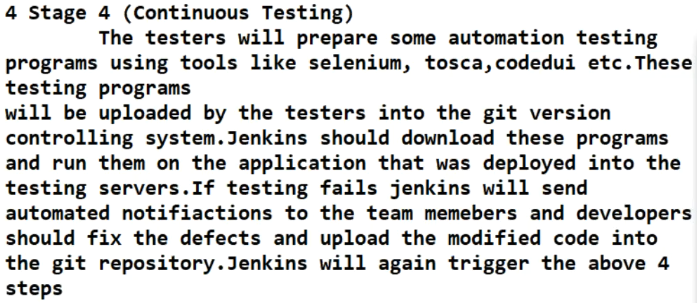 4 Stage 4 (Continuous Testing)
The testers will prepare some automation testing
programs using tools like selenium, tosca,codedui etc.These
testing programs
will be uploaded by the testers into the git version
controlling system.Jenkins should download these programs
and run them on the application that was deployed into the
testing servers.If testing fails jenkins will send
automated notifiactions to the team memebers and developers
should fix the defects and upload the modified code into
the git repository.Jenkins will again trigger the above 4
steps